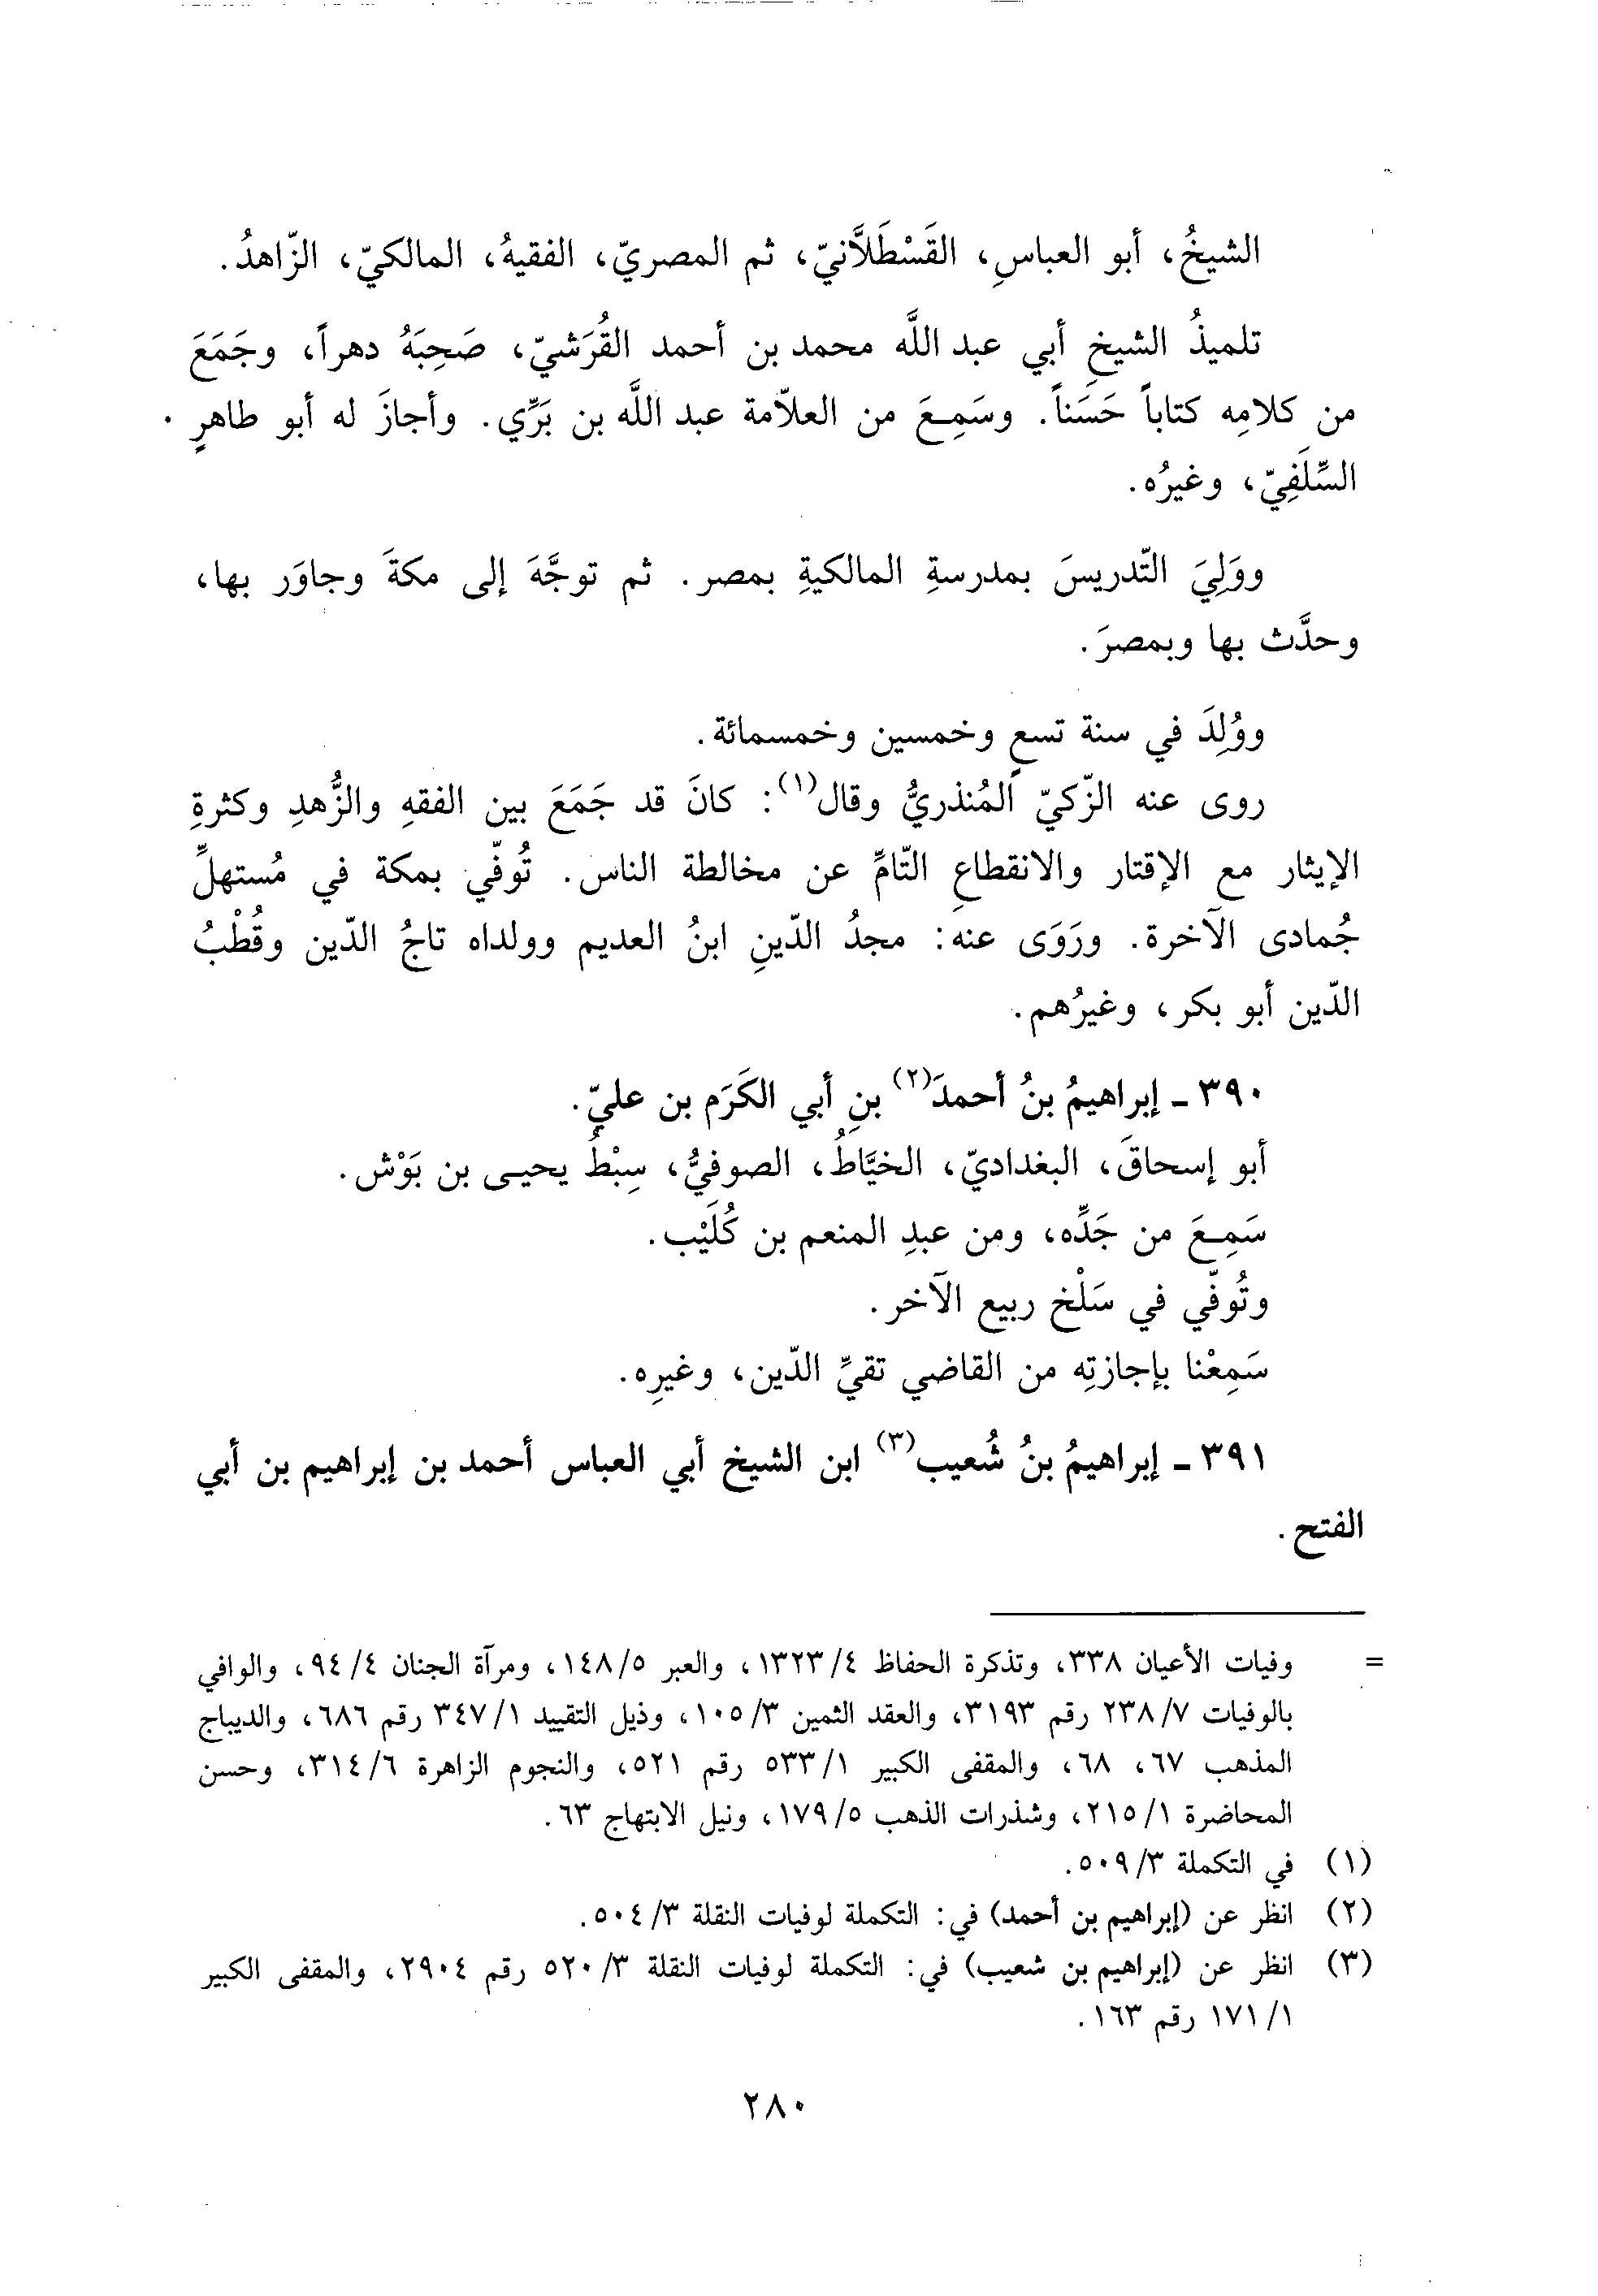 الشيخُ، أبو العباسِ، القَسْطَلَّانيّ، ثم المصريّ، الفقيهُ، المالكيّ، الزّاهدُ.
تلميذُ الشيخِ أبي عبد اللَّه محمد بن أحمد القُرَشيّ، صَحِبَهُ دهراً، وجَمَعَ
من كلامِه كتاباً حَسَناً. وسَمِعَ من العلاّمة عبد اللَّه بن بَرِّي. وأجازَ له أبو طاهرٍ
السِّلَفِيّ، وغيرُه.
ووَلِيَ التّدريسَ بمدرسةِ المالكيةِ بمصر. ثم توجَّهَ إلى مكةَ وجاوَر بها،
وحدَّث بها وبمصرَ.
ووُلِدَ في سنة تسعٍ وخمسين وخمسمائة.
روى عنه الزّكيّ المُنذريُّ وقال(١): كانَ قد جَمَعَ بين الفقهِ والزُّهدِ وكثرةِ
الإيثار مع الإقتار والانقطاعِ التّامِّ عن مخالطة الناس. تُوفّي بمكة في مُستهلِّ
جُمادى الآخرة. ورَوَى عنه: مجدُ الدّينِ ابنُ العديم وولداه تاجُ الدّين وقُطْبُ
الدّين أبو بكر، وغيرُهم.
٣٩٠ ـ إبراهيمُ بنُ أحمدَ(٢) بنِ أبي الكَرَم بن عليّ.
أبو إسحاقَ، البغداديّ، الخيَّاطُ، الصوفيُّ، سِبْطُ يحيـى بن بَوْش.
سَمِعَ من جَدِّه، ومن عبدِ المنعم بن كُلَيْب.
وتُوفّي في سَلْخ ربيع الآخر.
سَمِعْنا بإجازتِه من القاضي تقيِّ الدّين، وغيرِه.
٣٩١ ـ إبراهيمُ بنُ شُعيب(٣) ابن الشيخ أبي العباس أحمد بن إبراهيم بن أبي
الفتح.
= وفيات الأعيان ٣٣٨، وتذكرة الحفاظ ٤/ ١٣٢٣، والعبر ٥/ ١٤٨، ومرآة الجنان ٤/ ٩٤، والوافي
بالوفيات ٧/ ٢٣٨ رقم ٣١٩٣، والعقد الثمين ٣/ ١٠٥، وذيل التقييد ١/ ٣٤٧ رقم ٦٨٦، والديباج
المذهب ٦٧، ٦٨، والمقفى الكبير ١/ ٥٣٣ رقم ٥٢١، والنجوم الزاهرة ٦/ ٣١٤، وحسن
المحاضرة ١/ ٢١٥، وشذرات الذهب ٥/ ١٧٩، ونيل الابتهاج ٦٣.
(١) في التكملة ٣/ ٥٠٩.
(٢) انظر عن (إبراهيم بن أحمد) في: التكملة لوفيات النقلة ٣/ ٥٠٤.
(٣) انظر عن (إبراهيم بن شعيب) في: التكملة لوفيات النقلة ٣/ ٥٢٠ رقم ٢٩٠٤، والمقفى الكبير
١/ ١٧١ رقم ١٦٣.
٢٨٠